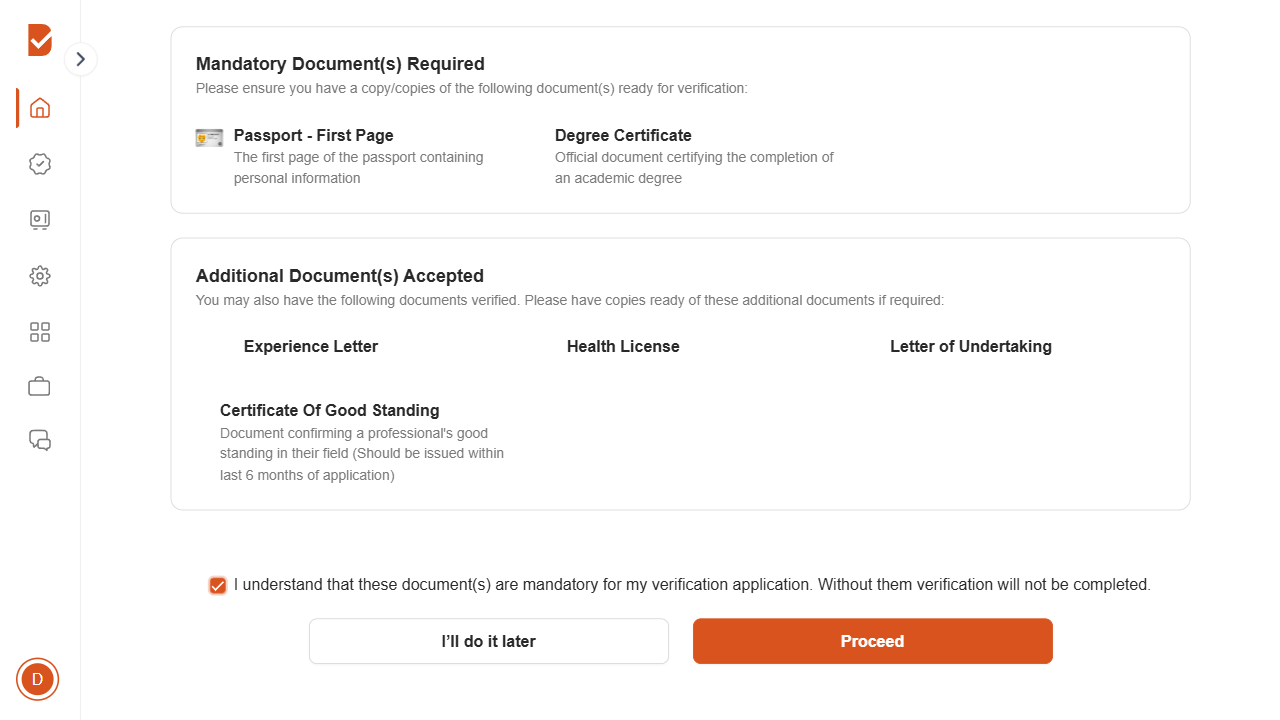 Mandatory Document(s) Required
Please ensure you have a copy/copies of the following document(s) ready for verification:
Passport - First Page
The first page of the passport containing
personal information
Degree Certificate
Official document certifying the completion of
an academic degree
Additional Document(s) Accepted
You may also have the following documents verified. Please have copies ready of these additional documents if required:
Experience Letter
Health License
Letter of Undertaking
Certificate Of Good Standing
Document confirming a professional's good
standing in their field (Should be issued within
last 6 months of application)
I understand that these document(s) are mandatory for my verification application. Without them verification will not be completed.
I’ll do it later
Proceed
D